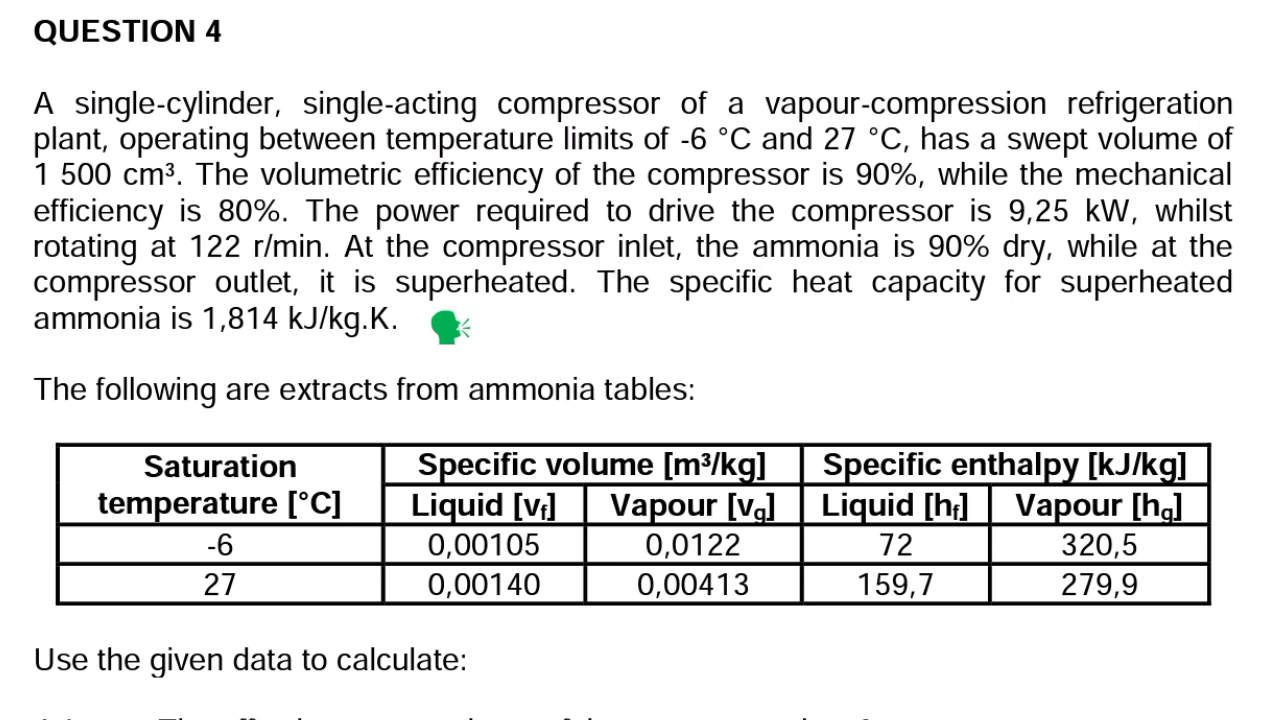 QUESTION 4
A single-cylinder, single-acting compressor of a vapour-compression refrigeration
plant, operating between temperature limits of -6 °C and 27 °C, has a swept volume of
1 500 cm³. The volumetric efficiency of the compressor is 90%, while the mechanical
efficiency is 80%. The power required to drive the compressor is 9,25 kW, whilst
rotating at 122 r/min. At the compressor inlet, the ammonia is 90% dry, while at the
compressor outlet, it is superheated. The specific heat capacity for superheated
ammonia is 1,814 kJ/kg.K.
The following are extracts from ammonia tables:
Saturation temperature [°C] Specific volume [m³/kg] Specific enthalpy [kJ/kg]
Liquid [vf] Vapour [vg] Liquid [hf] Vapour [hg]
-6 0,00105 0,0122 72 320,5
27 0,00140 0,00413 159,7 279,9
Use the given data to calculate: